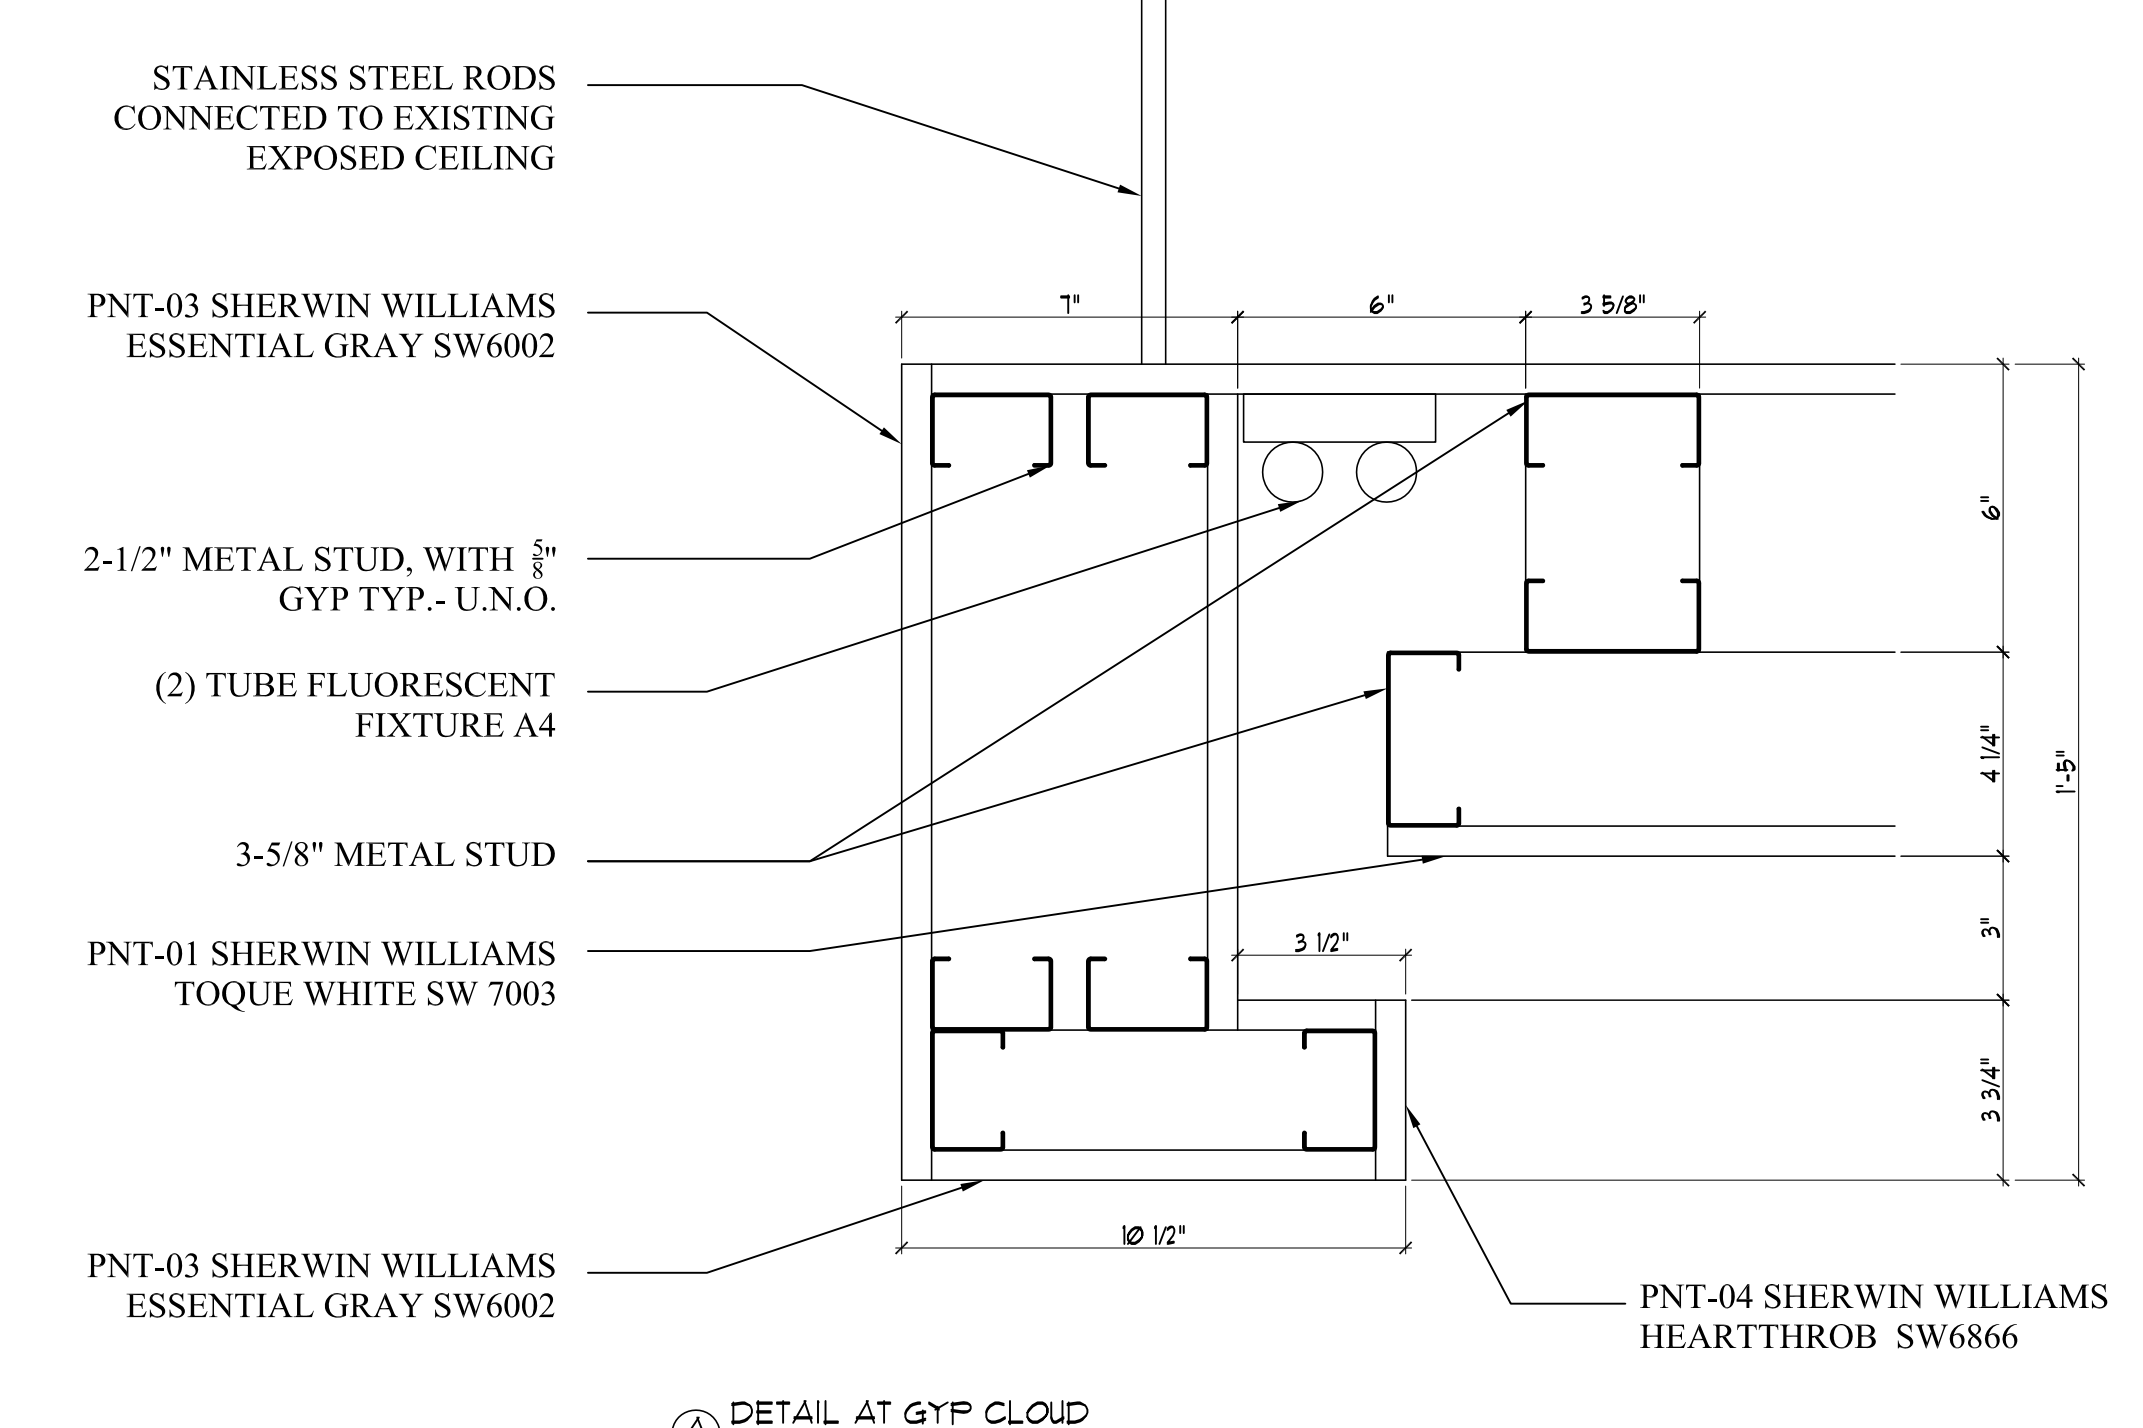 STAINLESS STEEL RODS
CONNECTED TO EXISTING
EXPOSED CEILING
PNT-03 SHERWIN WILLIAMS
ESSENTIAL GRAY SW6002
7"
6"
3 5/8"
2-1/2" METAL STUD, WITH 5/8"
GYP TYP.- U.N.O.
6"
(2) TUBE FLUORESCENT
FIXTURE A4
4 1/4"
1'-5"
3-5/8" METAL STUD
PNT-01 SHERWIN WILLIAMS
TOQUE WHITE SW 7003
3 1/2"
3"
3 3/4"
PNT-03 SHERWIN WILLIAMS
ESSENTIAL GRAY SW6002
10 1/2"
PNT-04 SHERWIN WILLIAMS
HEARTTHROB SW6866
A
DETAIL AT GYP CLOUD